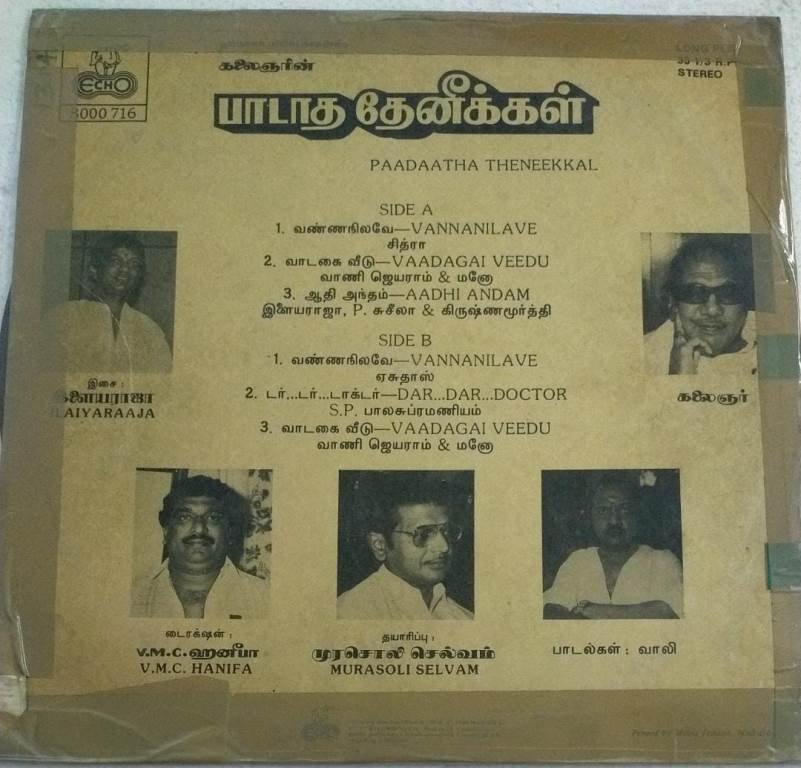 ECHO
LONG
STEREO
கலைஞரின்
பாடாத தேனீக்கள்
PAADAATHA THENEEKKAL
SIDE A
1. வண்ணநிலவே—VANNANILAVE
சித்ரா
2. வாடகை வீடு—VAADAGAI VEEDU
வாணி ஜெயராம் & மனோ
3. ஆதி அந்தம்—AADHI ANDAM
இளையராஜா, P. சுசீலா & கிருஷ்ணமூர்த்தி
SIDE B
1. வண்ணநிலவே—VANNANILAVE
ஏசுதாஸ்
2. டர்...டர்...டாக்டர்—DAR...DAR...DOCTOR
S.P. பாலசுப்ரமணியம்
3. வாடகை வீடு—VAADAGAI VEEDU
வாணி ஜெயராம் & மனோ
இசை :
இளையராஜா
ILAIYARAAJA
கலைஞர்
டைரக்ஷன் :
V.M.C.ஹனீபா
V.M.C. HANIFA
தயாரிப்பு :
முரசொலி செல்வம்
MURASOLI SELVAM
பாடல்கள் : வாலி